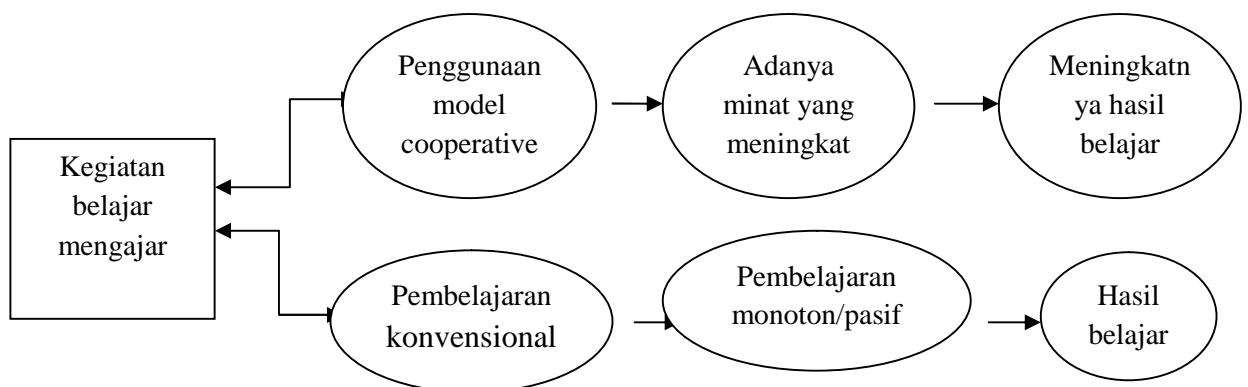 Kegiatan
belajar
mengajar
Penggunaan
model
cooperative
Adanya
minat yang
meningkat
Meningkatn
ya hasil
belajar
Pembelajaran
konvensional
Pembelajaran
monoton/pasif
Hasil
belajar